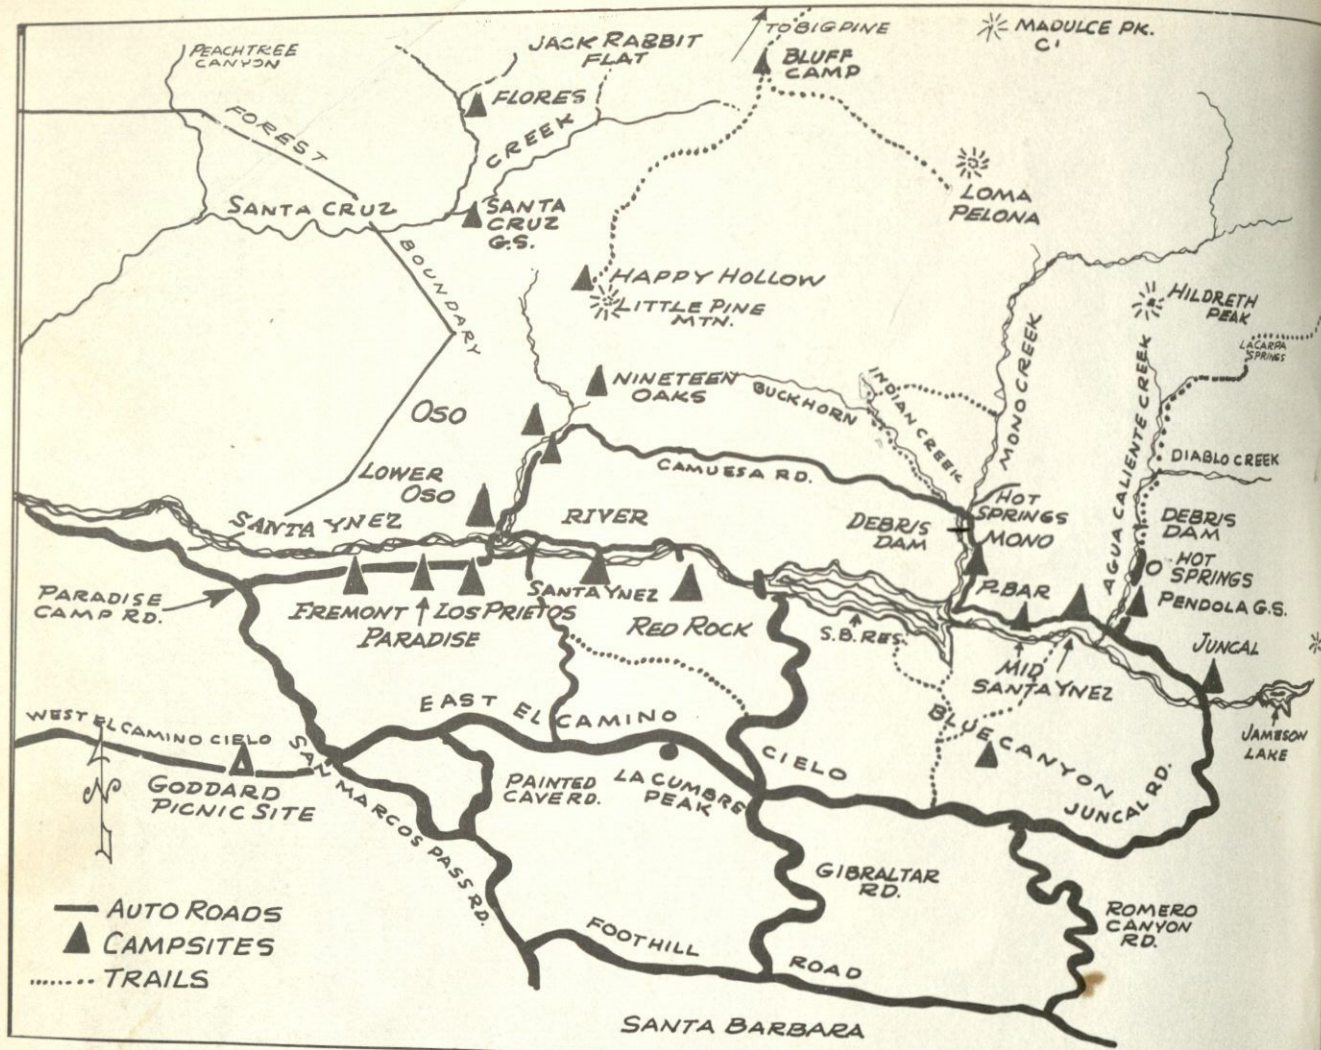 PEACHTREE
CANYON
JACK RABBIT
FLAT
TO BIG PINE
BLUFF
CAMP
MADULCE PK.
FLORES
FOREST
CREEK
LOMA
PELONA
SANTA CRUZ
SANTA
CRUZ
G.S.
BOUNDARY
HAPPY HOLLOW
LITTLE PINE
MTN.
HILDRETH
PEAK
LA CARPA
SPRINGS
MONO CREEK
AGUA CALIENTE CREEK
NINETEEN
OAKS
BUCKHORN
INDIAN CREEK
OSO
CAMUESA RD.
DIABLO CREEK
LOWER
OSO
HOT
SPRINGS
SANTA YNEZ
RIVER
DEBRIS
DAM
MONO
DEBRIS
DAM
HOT
SPRINGS
P-BAR
PENDOLA G.S.
PARADISE
CAMP RD.
FREMONT
LOS PRIETOS
PARADISE
SANTA YNEZ
RED ROCK
S.B. RES.
MID
SANTA YNEZ
JUNCAL
JAMESON
LAKE
WEST EL CAMINO CIELO
EAST EL CAMINO
CIELO
BLUE CANYON
JUNCAL RD.
GODDARD
PICNIC SITE
SAN MARCOS PASS RD.
PAINTED
CAVE RD.
LA CUMBRE
PEAK
N
GIBRALTAR
RD.
ROMERO
CANYON
RD.
AUTO ROADS
CAMPSITES
TRAILS
FOOTHILL
ROAD
SANTA BARBARA